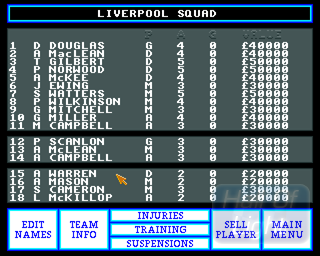 LIVERPOOL SQUAD
P A G VALUE
1 D DOUGLAS G 4 0 £40000
2 D MacLEAN D 4 0 £40000
3 T GILBERT D 5 0 £50000
4 P NORWOOD D 5 0 £50000
5 A McKEE D 4 0 £40000
6 J EWING M 3 0 £30000
7 S WATTERS M 5 0 £50000
8 P WILKINSON M 4 0 £40000
9 G MITCHELL M 3 0 £30000
10 G MILLER A 4 0 £40000
11 M CAMPBELL A 3 0 £30000
12 P SCANLON G 3 0 £30000
13 B McLEAN M 3 0 £30000
14 A CAMPBELL A 3 0 £30000
15 A WARREN D 2 0 £20000
16 A MASON M 2 0 £20000
17 S CAMERON M 3 0 £30000
18 L McKILLOP A 2 0 £20000
EDIT NAMES
TEAM INFO
INJURIES
TRAINING
SUSPENSIONS
SELL PLAYER
MAIN MENU